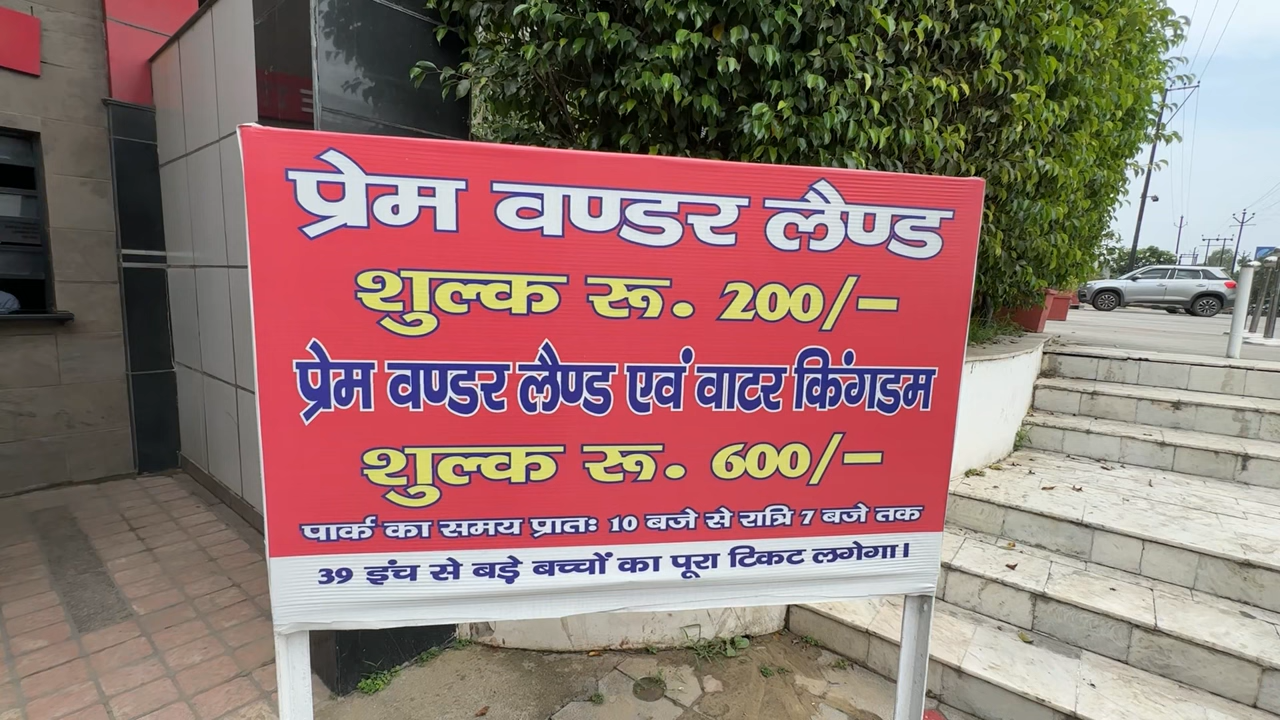 प्रेम वण्डर लैण्ड
शुल्क रू. 200/-
प्रेम वण्डर लैण्ड एवं वाटर किंगडम
शुल्क रू. 600/-
पार्क का समय प्रातः 10 बजे से रात्रि 7 बजे तक
39 इंच से बड़े बच्चों का पूरा टिकट लगेगा।